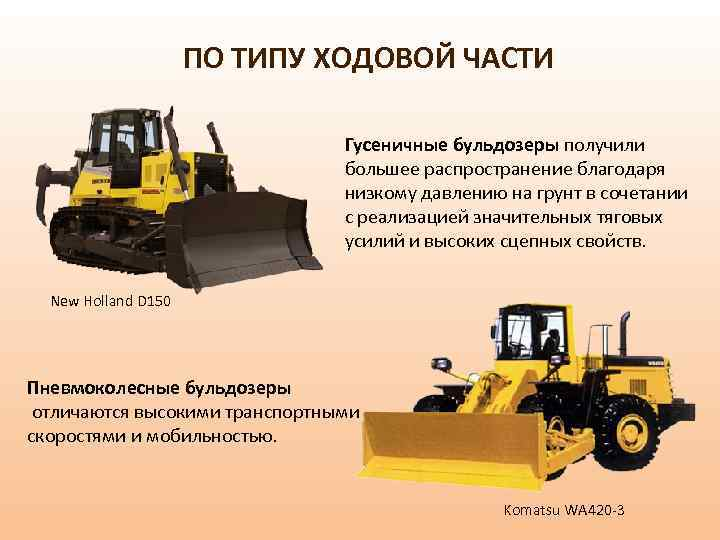 ПО ТИПУ ХОДОВОЙ ЧАСТИ
Гусеничные бульдозеры получили
большее распространение благодаря
низкому давлению на грунт в сочетании
с реализацией значительных тяговых
усилий и высоких сцепных свойств.
New Holland D150
Пневмоколесные бульдозеры
отличаются высокими транспортными
скоростями и мобильностью.
Komatsu WA420-3